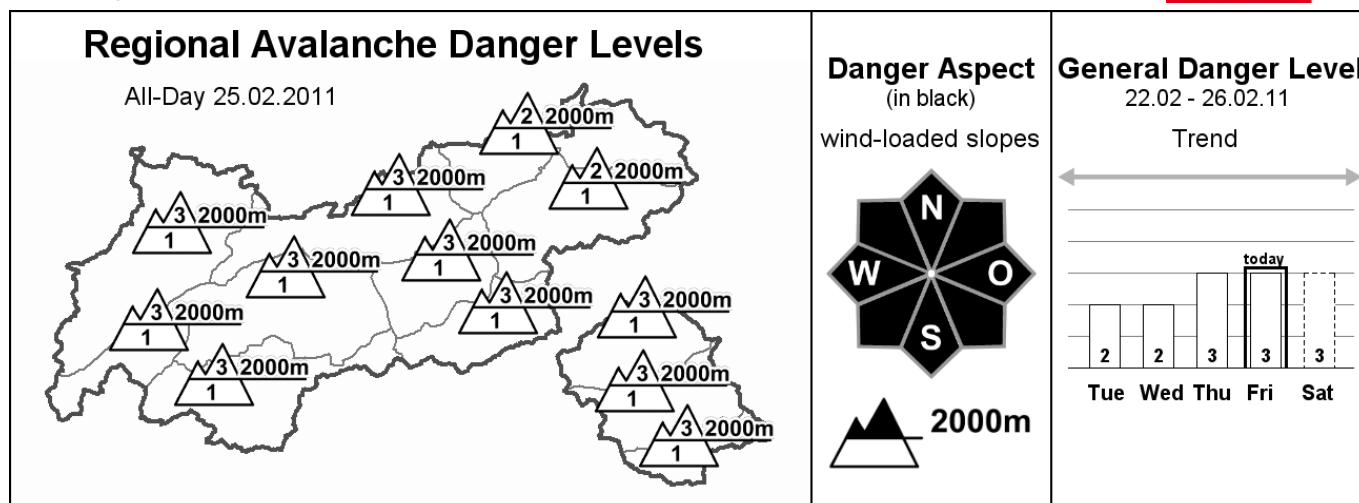 Regional Avalanche Danger Levels
All-Day 25.02.2011
2 2000m
1
3 2000m
1
2 2000m
1
3 2000m
1
3 2000m
1
3 2000m
1
3 2000m
1
3 2000m
1
3 2000m
1
3 2000m
1
3 2000m
1
3 2000m
1
Danger Aspect
(in black)
wind-loaded slopes
N
W O
S
2000m
General Danger Level
22.02 - 26.02.11
Trend
today
2 2 3 3 3
Tue Wed Thu Fri Sat